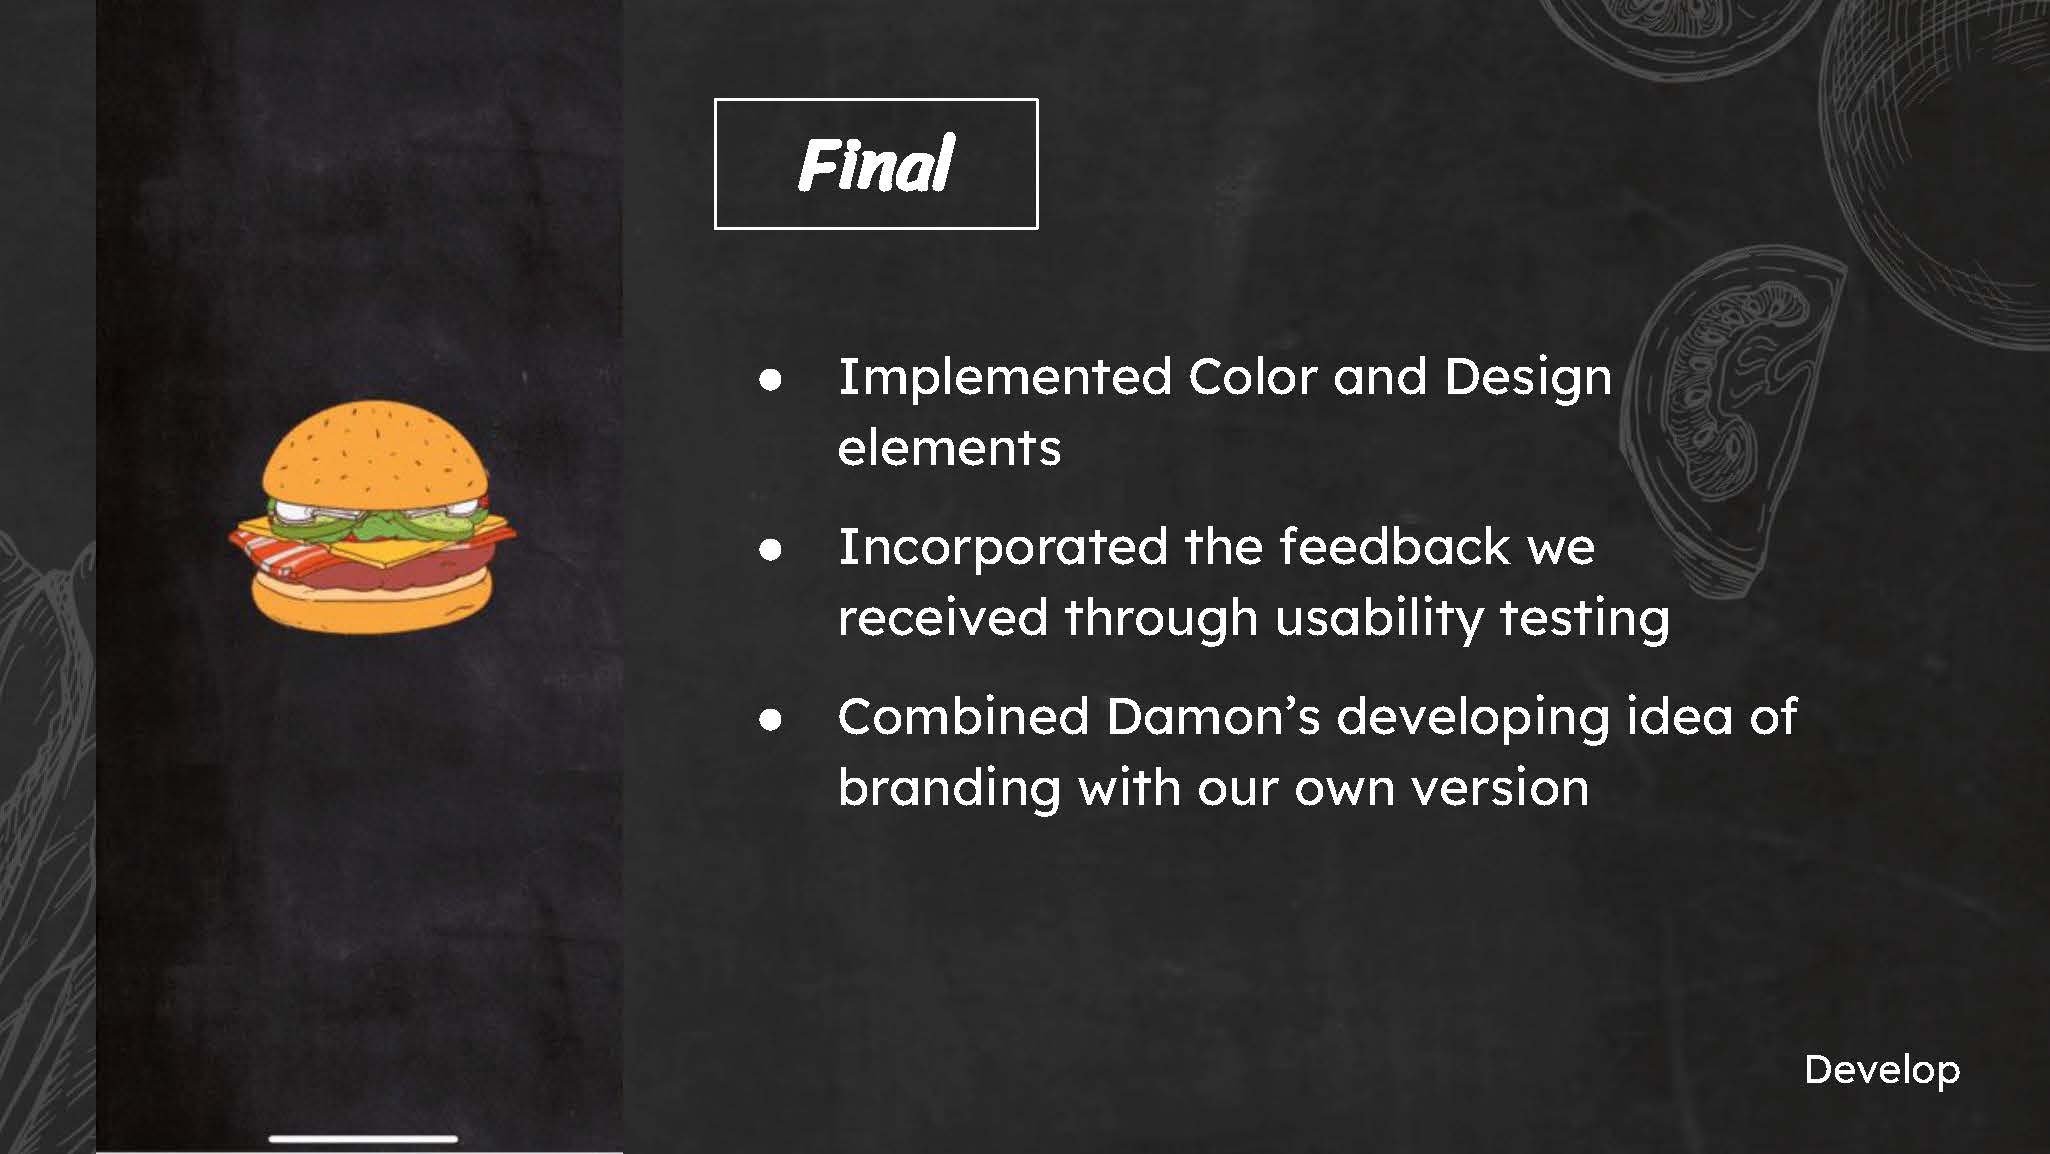 Final
● Implemented Color and Design
elements
● Incorporated the feedback we
received through usability testing
● Combined Damon’s developing idea of
branding with our own version
Develop